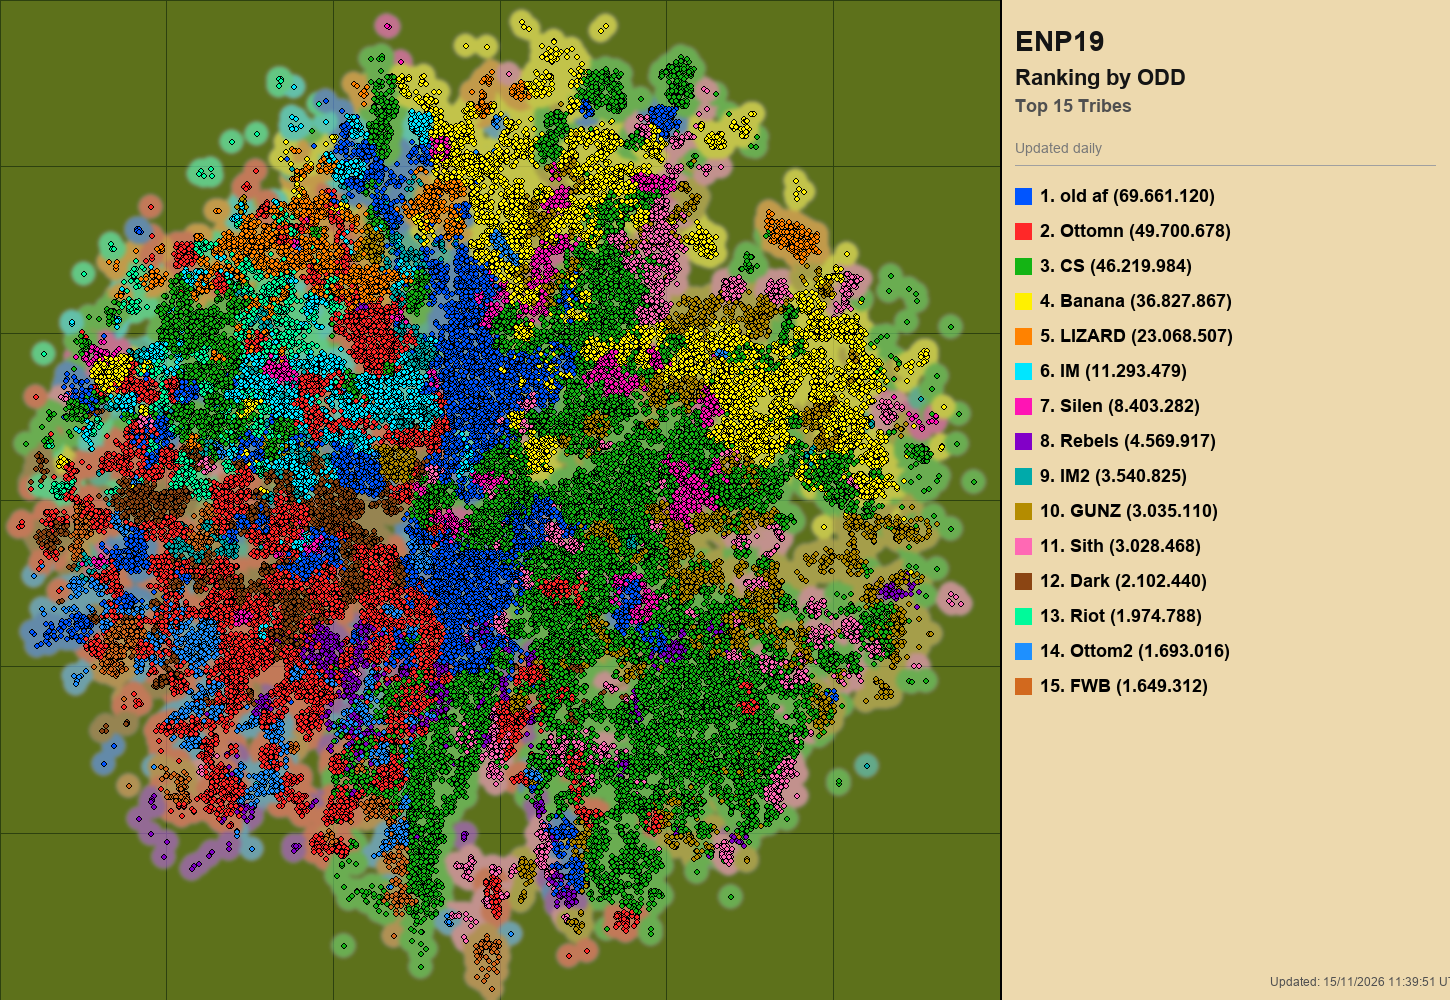 ENP19
Ranking by ODD
Top 15 Tribes
Updated daily
1. old af (69.661.120)
2. Ottomn (49.700.678)
3. CS (46.219.984)
4. Banana (36.827.867)
5. LIZARD (23.068.507)
6. IM (11.293.479)
7. Silen (8.403.282)
8. Rebels (4.569.917)
9. IM2 (3.540.825)
10. GUNZ (3.035.110)
11. Sith (3.028.468)
12. Dark (2.102.440)
13. Riot (1.974.788)
14. Ottom2 (1.693.016)
15. FWB (1.649.312)
Updated: 15/11/2026 11:39:51